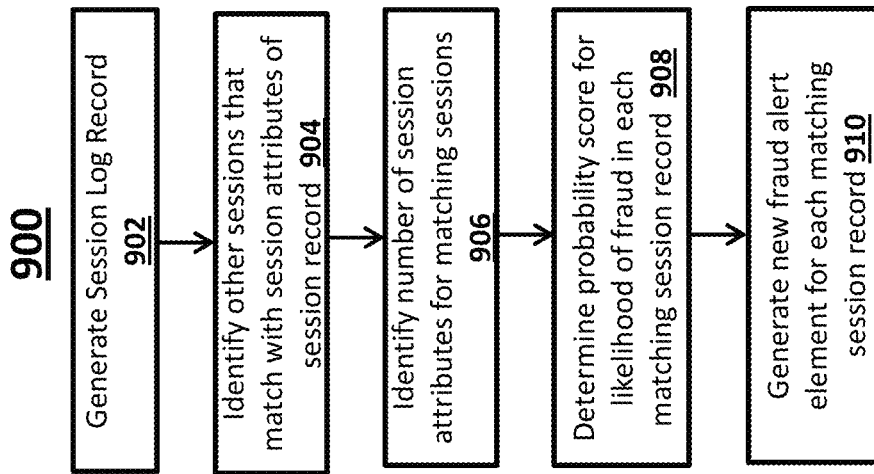 900
Generate Session Log Record
902
Identify other sessions that
match with session attributes of
session record 904
Identify number of session
attributes for matching sessions
906
Determine probability score for
likelihood of fraud in each
matching session record 908
Generate new fraud alert
element for each matching
session record 910